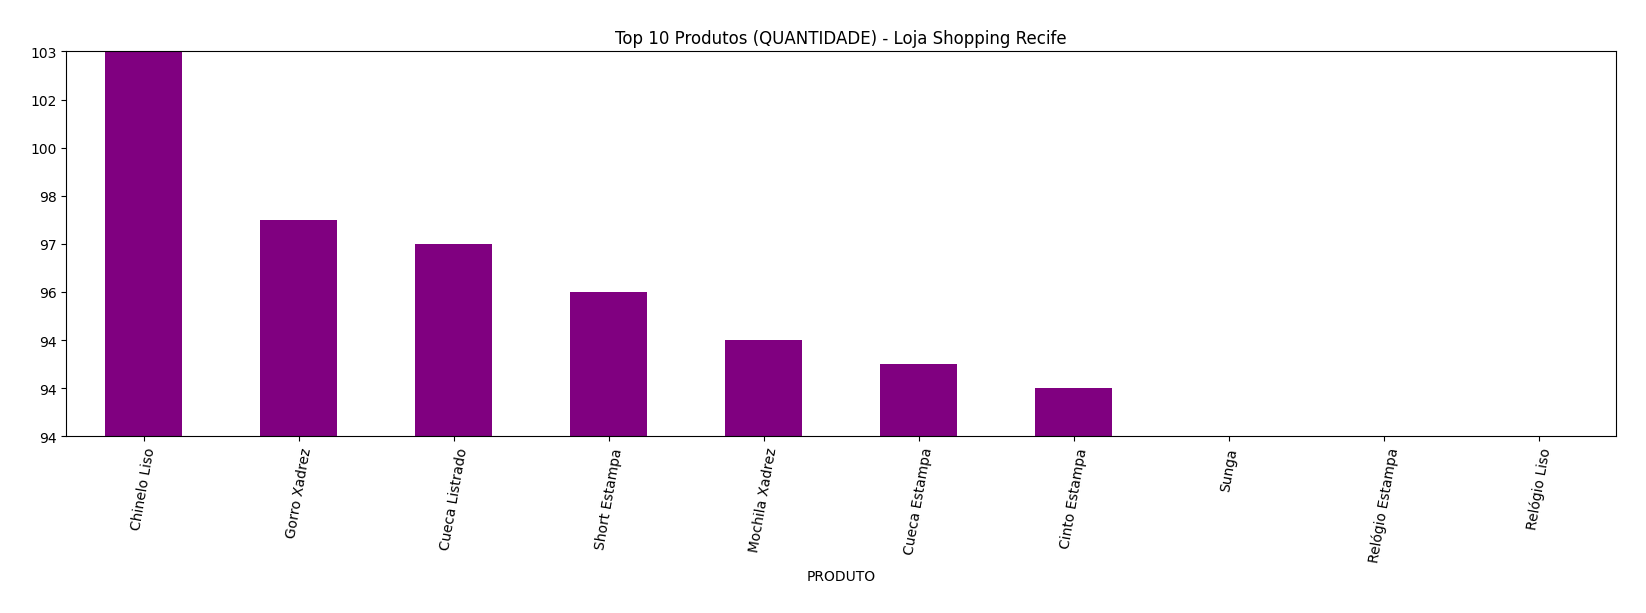 Top 10 Produtos (QUANTIDADE) - Loja Shopping Recife
103
102
100
98
97
96
94
94
94
Chinelo Liso
Gorro Xadrez
Cueca Listrado
Short Estampa
Mochila Xadrez
Cueca Estampa
Cinto Estampa
Sunga
Relógio Estampa
Relógio Liso
PRODUTO